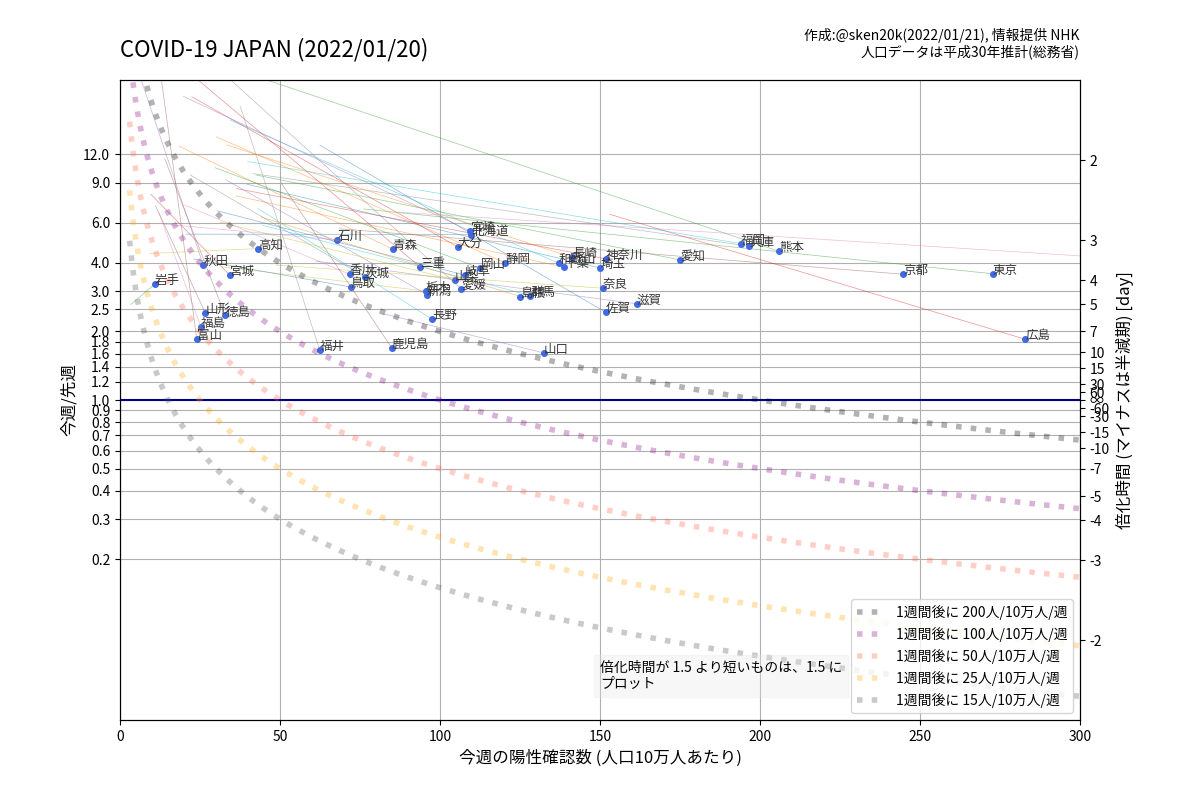 COVID-19 JAPAN (2022/01/20)
作成:@sken20k(2022/01/21), 情報提供 NHK
人口データは平成30年推計(総務省)
12.0
9.0
6.0
4.0
3.0
2.5
2.0
1.8
1.6
1.4
1.2
1.0
0.9
0.8
0.7
0.6
0.5
0.4
0.3
0.2
今週/先週
2
3
4
5
7
10
15
30
60
∞
-60
-30
-15
-10
-7
-5
-4
-3
-2
倍化時間 (マイナスは半減期) [day]
宮崎
北海道
石川
高知
青森
大分
福岡
兵庫
熊本
長崎
神奈川
愛知
静岡
千葉
埼玉
秋田
宮城
岩手
三重
岡山
岐阜
香川
茨城
鳥取
愛媛
栃木
新潟
群馬
奈良
滋賀
佐賀
京都
東京
山形
徳島
福島
富山
長野
福井
鹿児島
山口
広島
倍化時間が 1.5 より短いものは、1.5 に
プロット
1週間後に 200人/10万人/週
1週間後に 100人/10万人/週
1週間後に 50人/10万人/週
1週間後に 25人/10万人/週
1週間後に 15人/10万人/週
0
50
100
150
200
250
300
今週の陽性確認数 (人口10万人あたり)